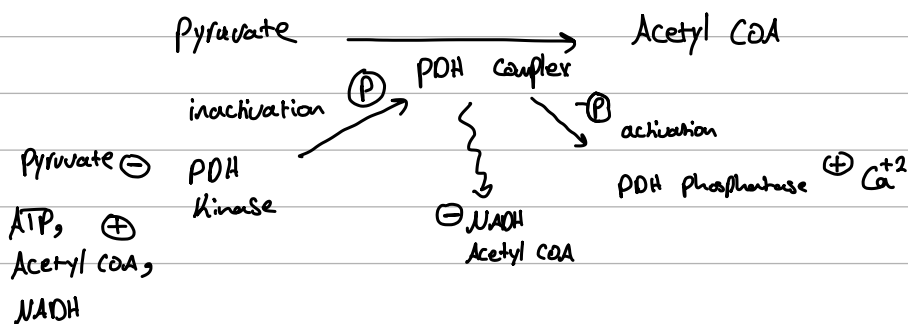 Pyruvate Acetyl COA
PDH Complex
inactivation P -P
activation
Pyruvate - PDH Kinase
PDH phosphatase + Ca+2
ATP, +
Acetyl COA,
NADH
- NADH
Acetyl COA